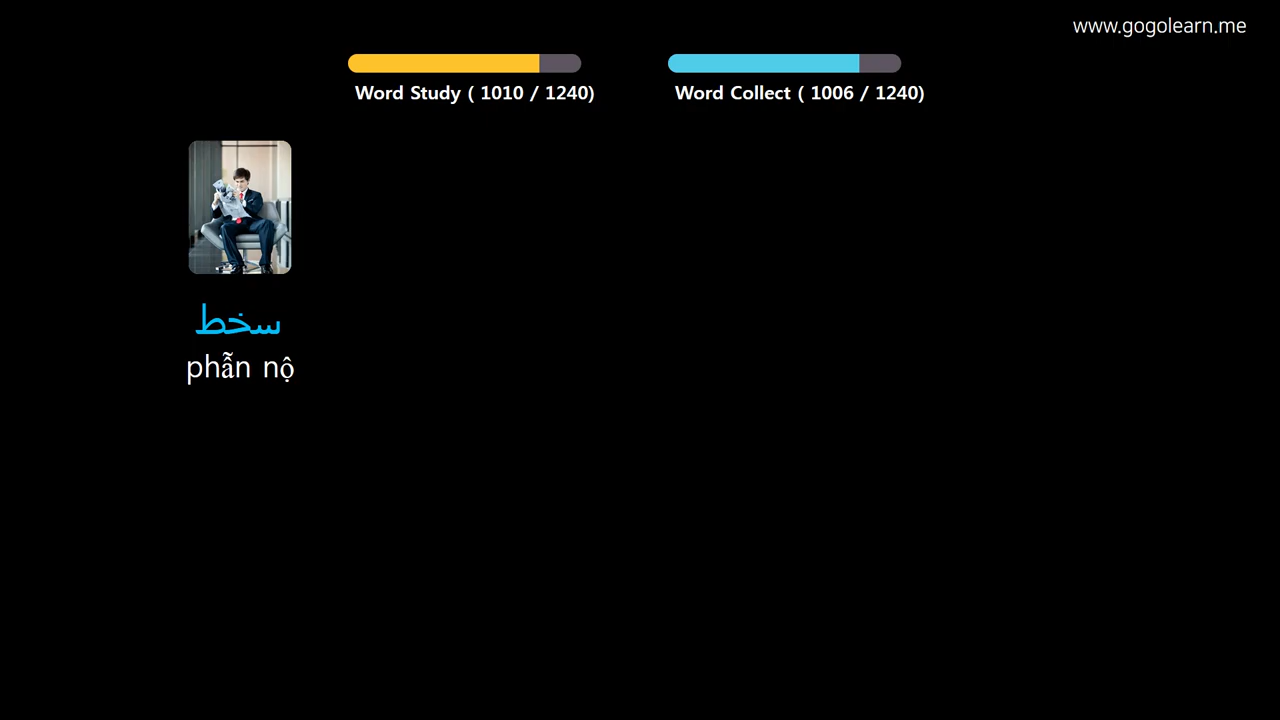 www.gogolearn.me
Word Study ( 1010 / 1240)
Word Collect ( 1006 / 1240)
سخط
phẫn nộ